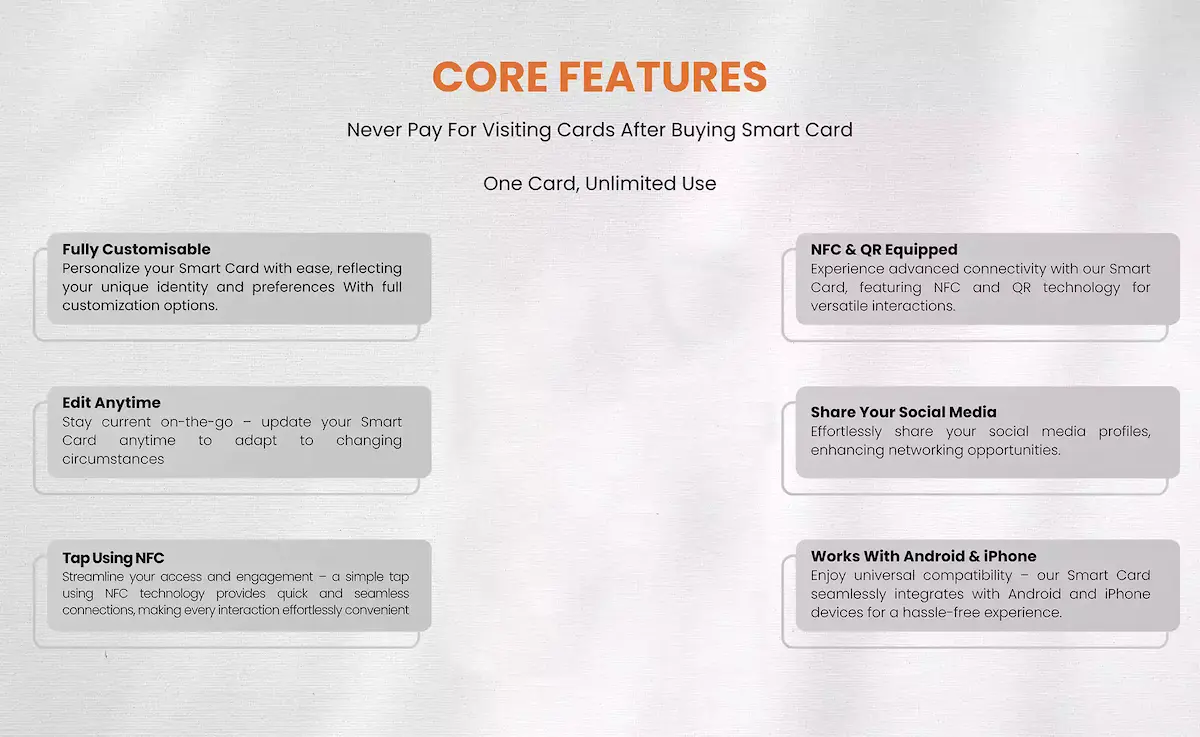 CORE FEATURES
Never Pay For Visiting Cards After Buying Smart Card
One Card, Unlimited Use
Fully Customisable
Personalize your Smart Card with ease, reflecting
your unique identity and preferences With full
customization options.
Edit Anytime
Stay current on-the-go – update your Smart
Card anytime to adapt to changing
circumstances
Tap Using NFC
Streamline your access and engagement – a simple tap
using NFC technology provides quick and seamless
connections, making every interaction effortlessly convenient
NFC & QR Equipped
Experience advanced connectivity with our Smart
Card, featuring NFC and QR technology for
versatile interactions.
Share Your Social Media
Effortlessly share your social media profiles,
enhancing networking opportunities.
Works With Android & iPhone
Enjoy universal compatibility – our Smart Card
seamlessly integrates with Android and iPhone
devices for a hassle-free experience.